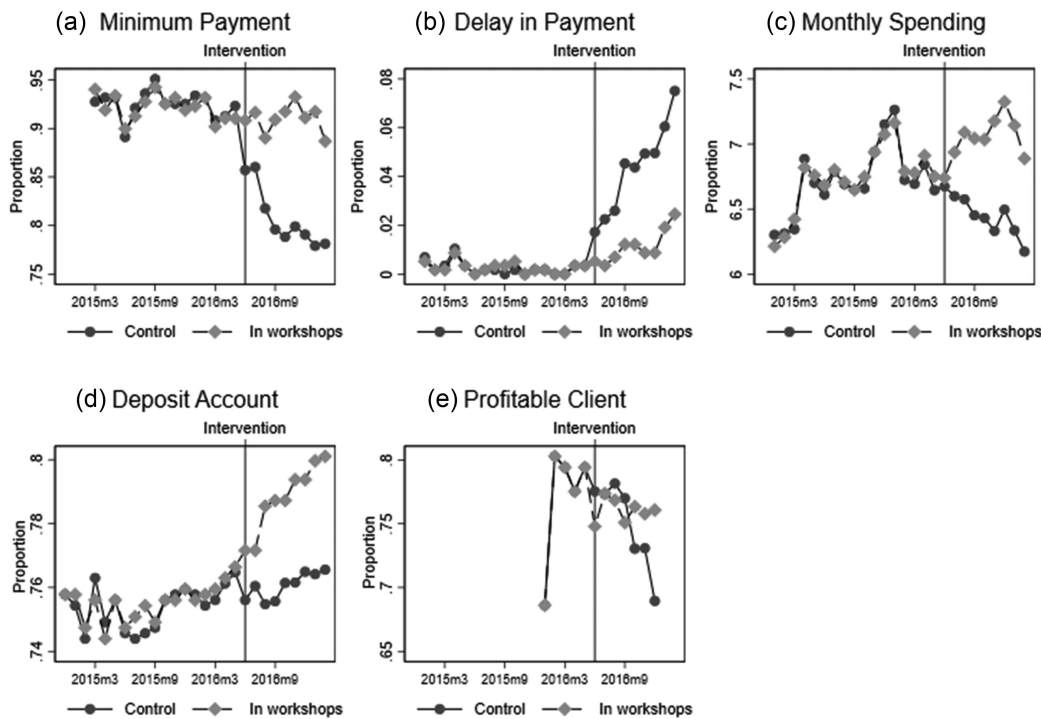 (a) Minimum Payment
Intervention
Proportion
.95
.9
.85
.8
.75
2015m3 2015m9 2016m3 2016m9
Control In workshops
(b) Delay in Payment
Intervention
Proportion
.08
.06
.04
.02
0
2015m3 2015m9 2016m3 2016m9
Control In workshops
(c) Monthly Spending
Intervention
Proportion
7.5
7
6.5
6
2015m3 2015m9 2016m3 2016m9
Control In workshops
(d) Deposit Account
Intervention
Proportion
.8
.78
.76
.74
2015m3 2015m9 2016m3 2016m9
Control In workshops
(e) Profitable Client
Intervention
Proportion
.8
.75
.7
.65
2015m3 2015m9 2016m3 2016m9
Control In workshops